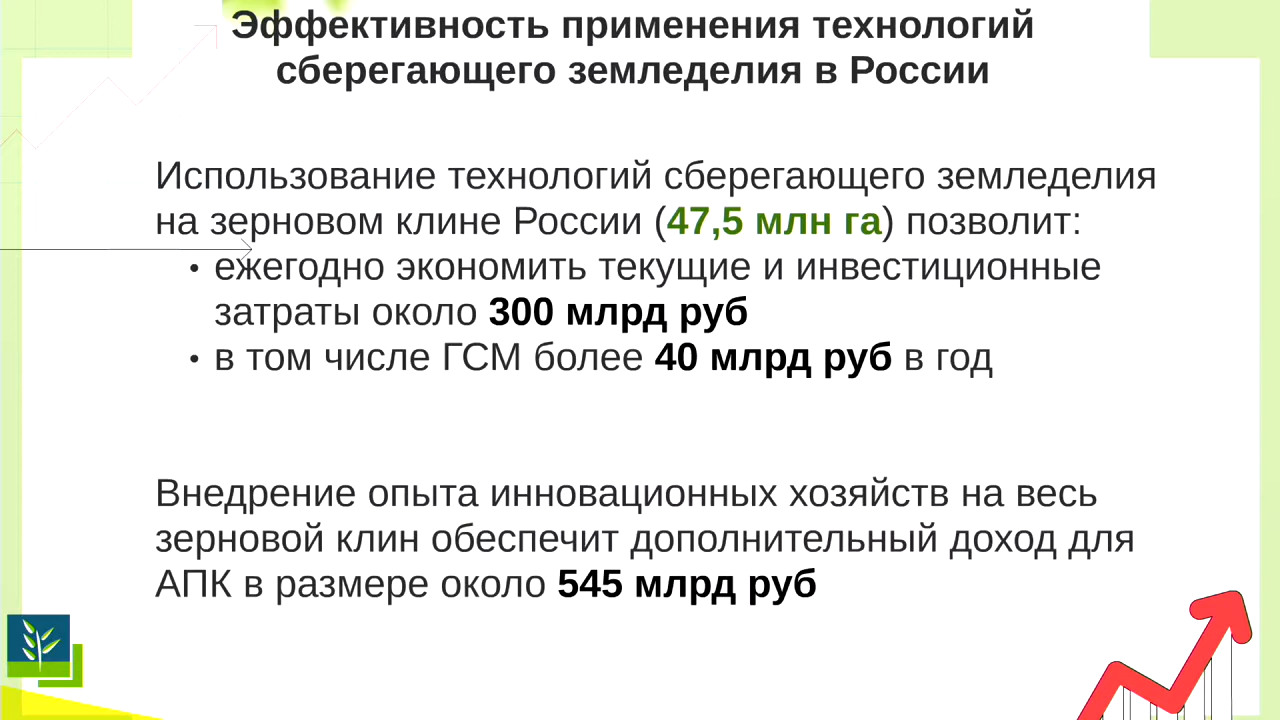 Эффективность применения технологий
сберегающего земледелия в России
Использование технологий сберегающего земледелия
на зерновом клине России (47,5 млн га) позволит:
• ежегодно экономить текущие и инвестиционные
затраты около 300 млрд руб
• в том числе ГСМ более 40 млрд руб в год
Внедрение опыта инновационных хозяйств на весь
зерновой клин обеспечит дополнительный доход для
АПК в размере около 545 млрд руб